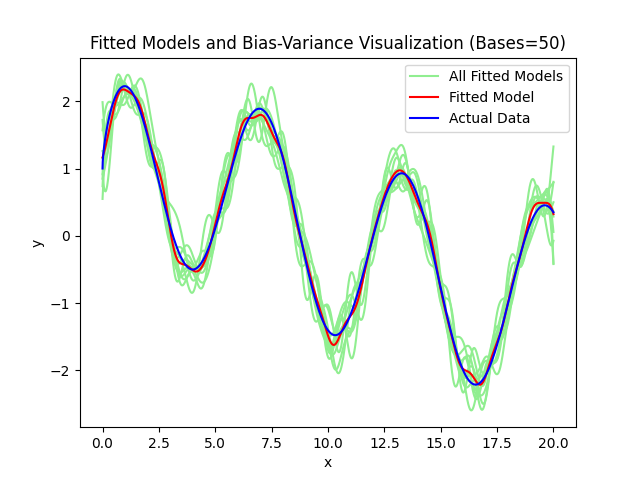 Fitted Models and Bias-Variance Visualization (Bases=50)
All Fitted Models
Fitted Model
Actual Data
y
2
1
0
−1
−2
0.0 2.5 5.0 7.5 10.0 12.5 15.0 17.5 20.0
x